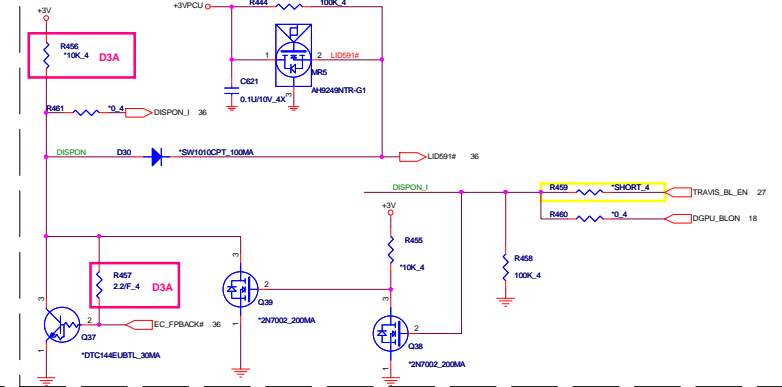 +3V
R456
*10K_4
D3A
+3VPCU
R444
100K_4
1
2
LID591#
MR5
3
AH9249NTR-G1
C621
0.1U/10V_4X
R461
*0_4
DISPON_I 36
DISPON
D30
*SW1010CPT_100MA
LID591# 36
DISPON_I
R459
*SHORT_4
TRAVIS_BL_EN 27
R460
*0_4
DGPU_BLON 18
+3V
R455
*10K_4
R458
100K_4
R457
2.2/F_4
D3A
3
2
Q39
1
*2N7002_200MA
3
2
EC_FPBACK# 36
Q37
1
*DTC144EUBTL_30MA
3
2
Q38
1
*2N7002_200MA